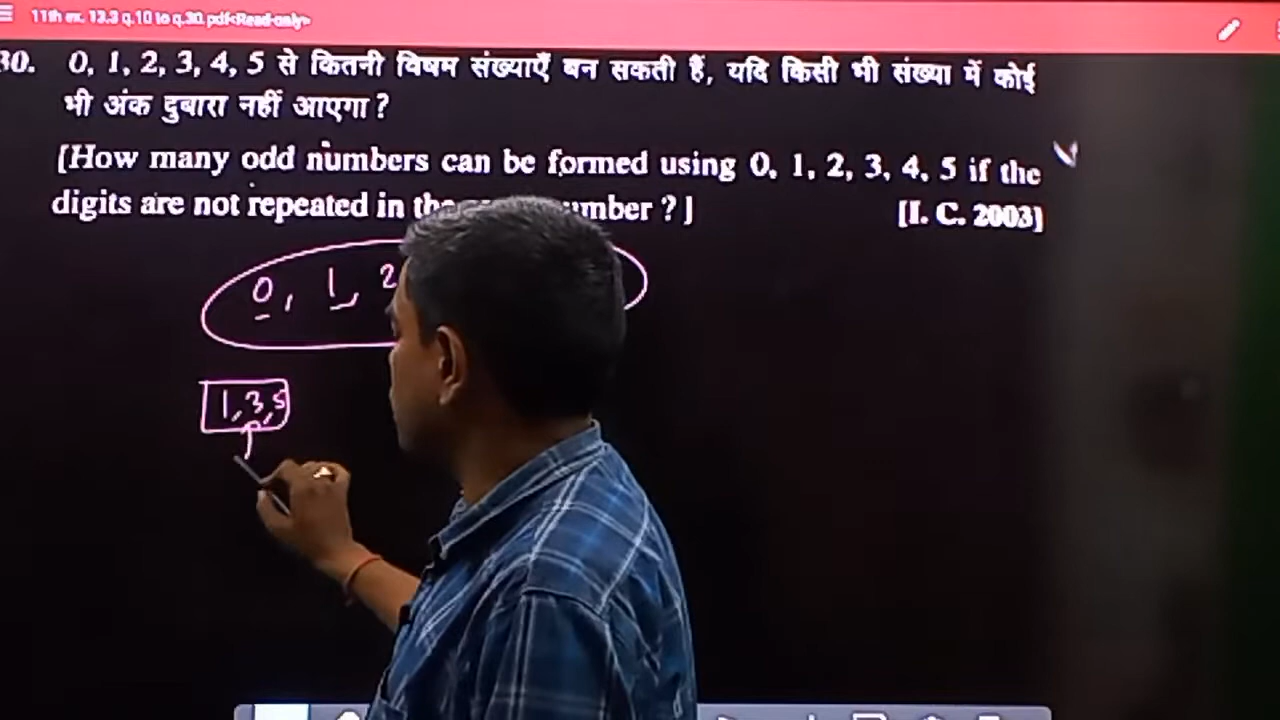 11th ex. 13.3 q.10 to q.30.pdf<Read-only>
30. 0, 1, 2, 3, 4, 5 से कितनी विषम संख्याएँ बन सकती हैं, यदि किसी भी संख्या में कोई
भी अंक दुबारा नहीं आएगा ?
[How many odd numbers can be formed using 0, 1, 2, 3, 4, 5 if the
digits are not repeated in the umber ? ]
[I. C. 2003]
0, 1, 2
1, 3, 5